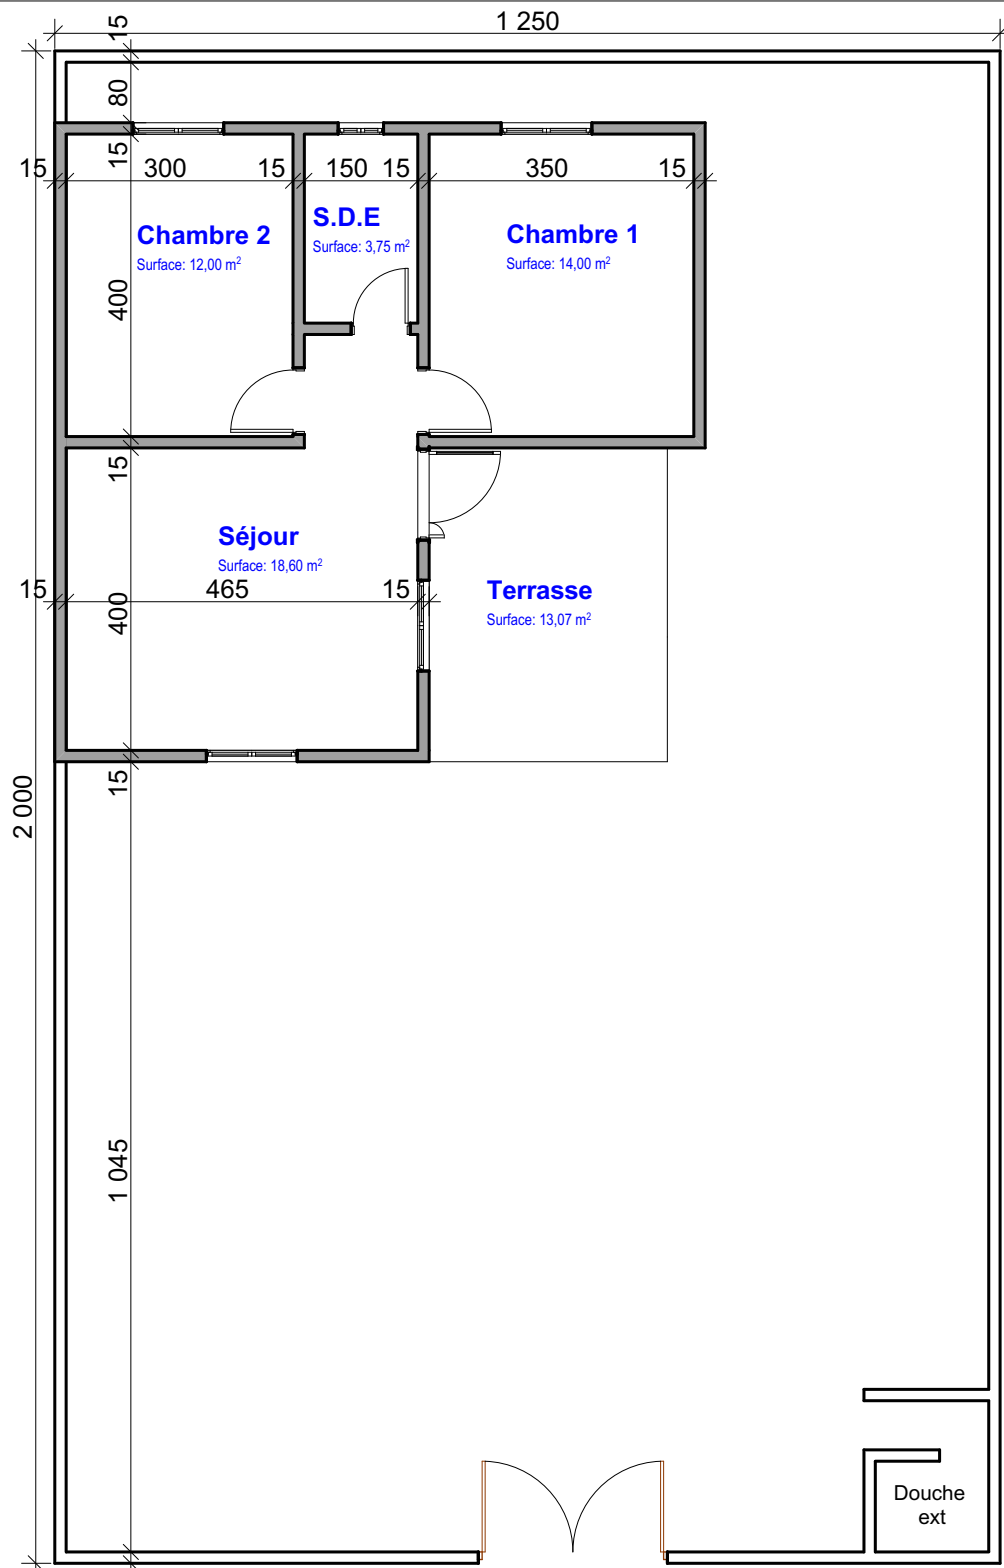 1 250
15
80
15
15
300
15
150
15
350
15
S.D.E
Surface: 3,75 m²
Chambre 2
Surface: 12,00 m²
Chambre 1
Surface: 14,00 m²
400
15
Séjour
Surface: 18,60 m²
15
465
15
400
Terrasse
Surface: 13,07 m²
15
2 000
1 045
Douche
ext